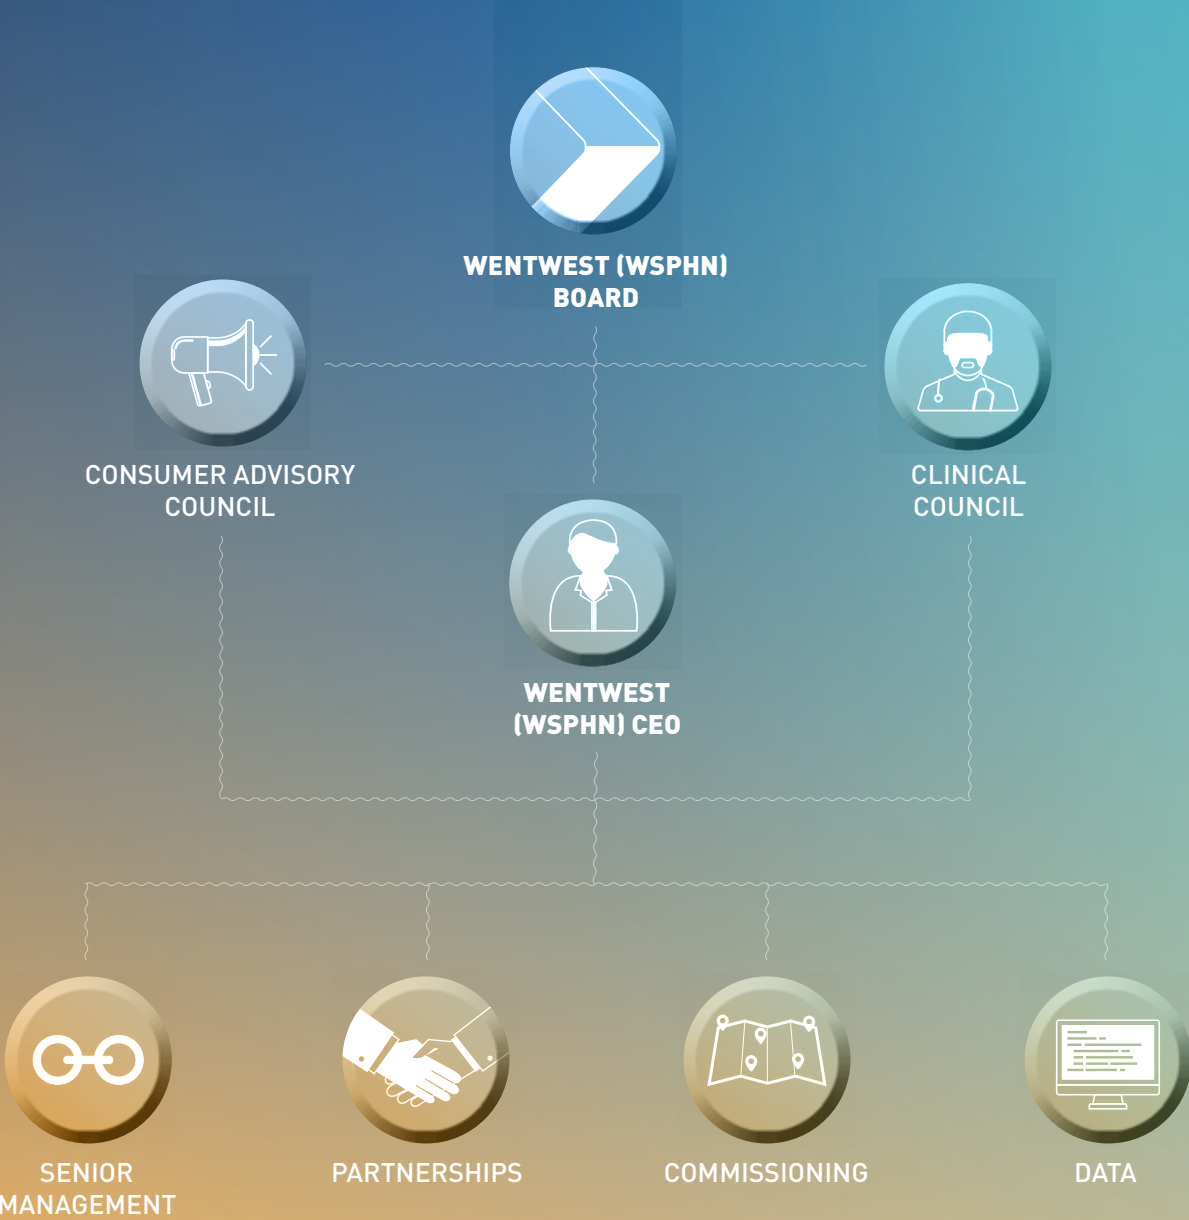 WENTWEST (WSPHN)
BOARD
CONSUMER ADVISORY
COUNCIL
CLINICAL
COUNCIL
WENTWEST
(WSPHN) CEO
SENIOR
MANAGEMENT
PARTNERSHIPS
COMMISSIONING
DATA